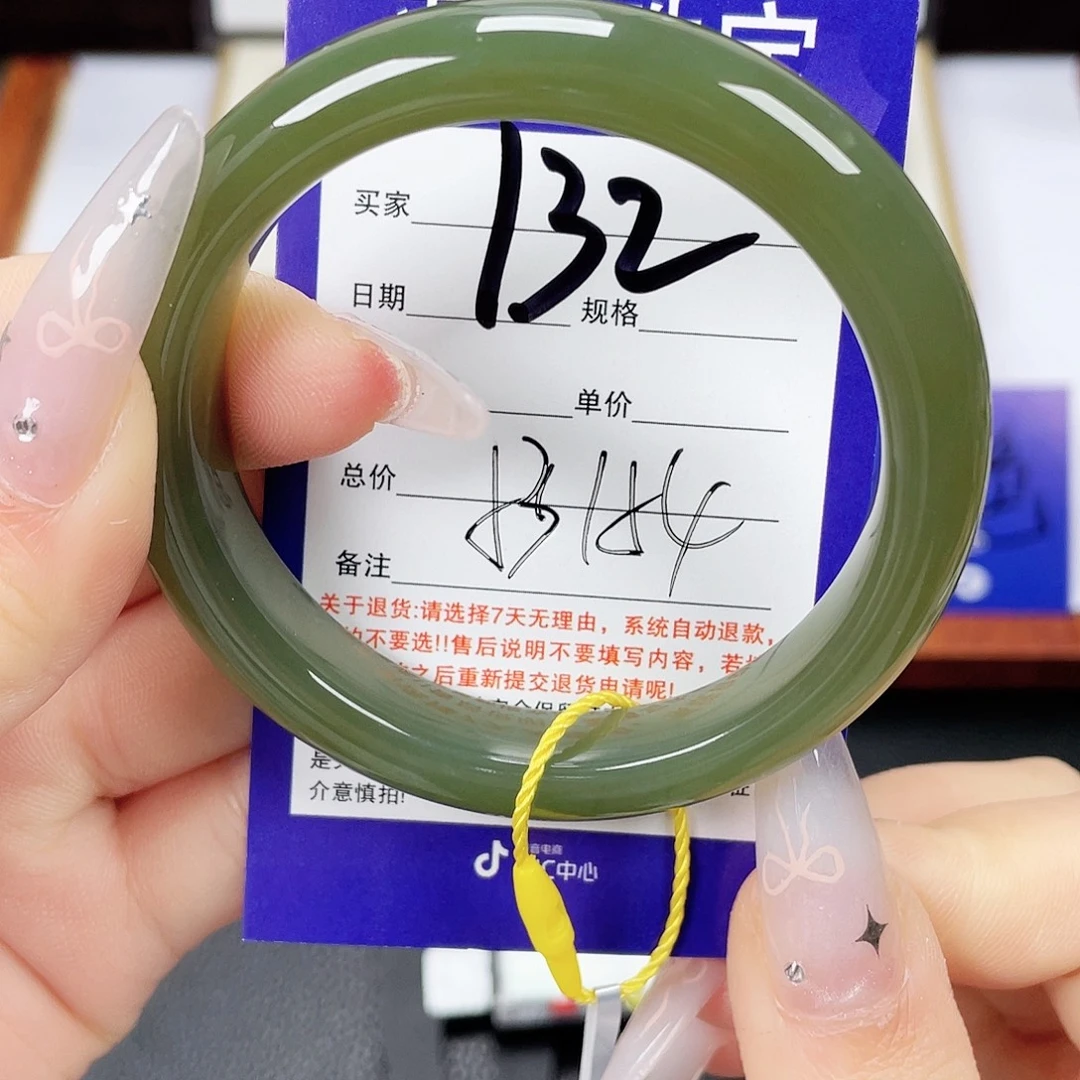 买家 132
日期 规格
单价
总价
备注
关于退货:请选择7天无理由，系统自动退款，
不要选!!售后说明不要填写内容，若
之后重新提交退货申请呢!
介意慎拍!
音电商
中心